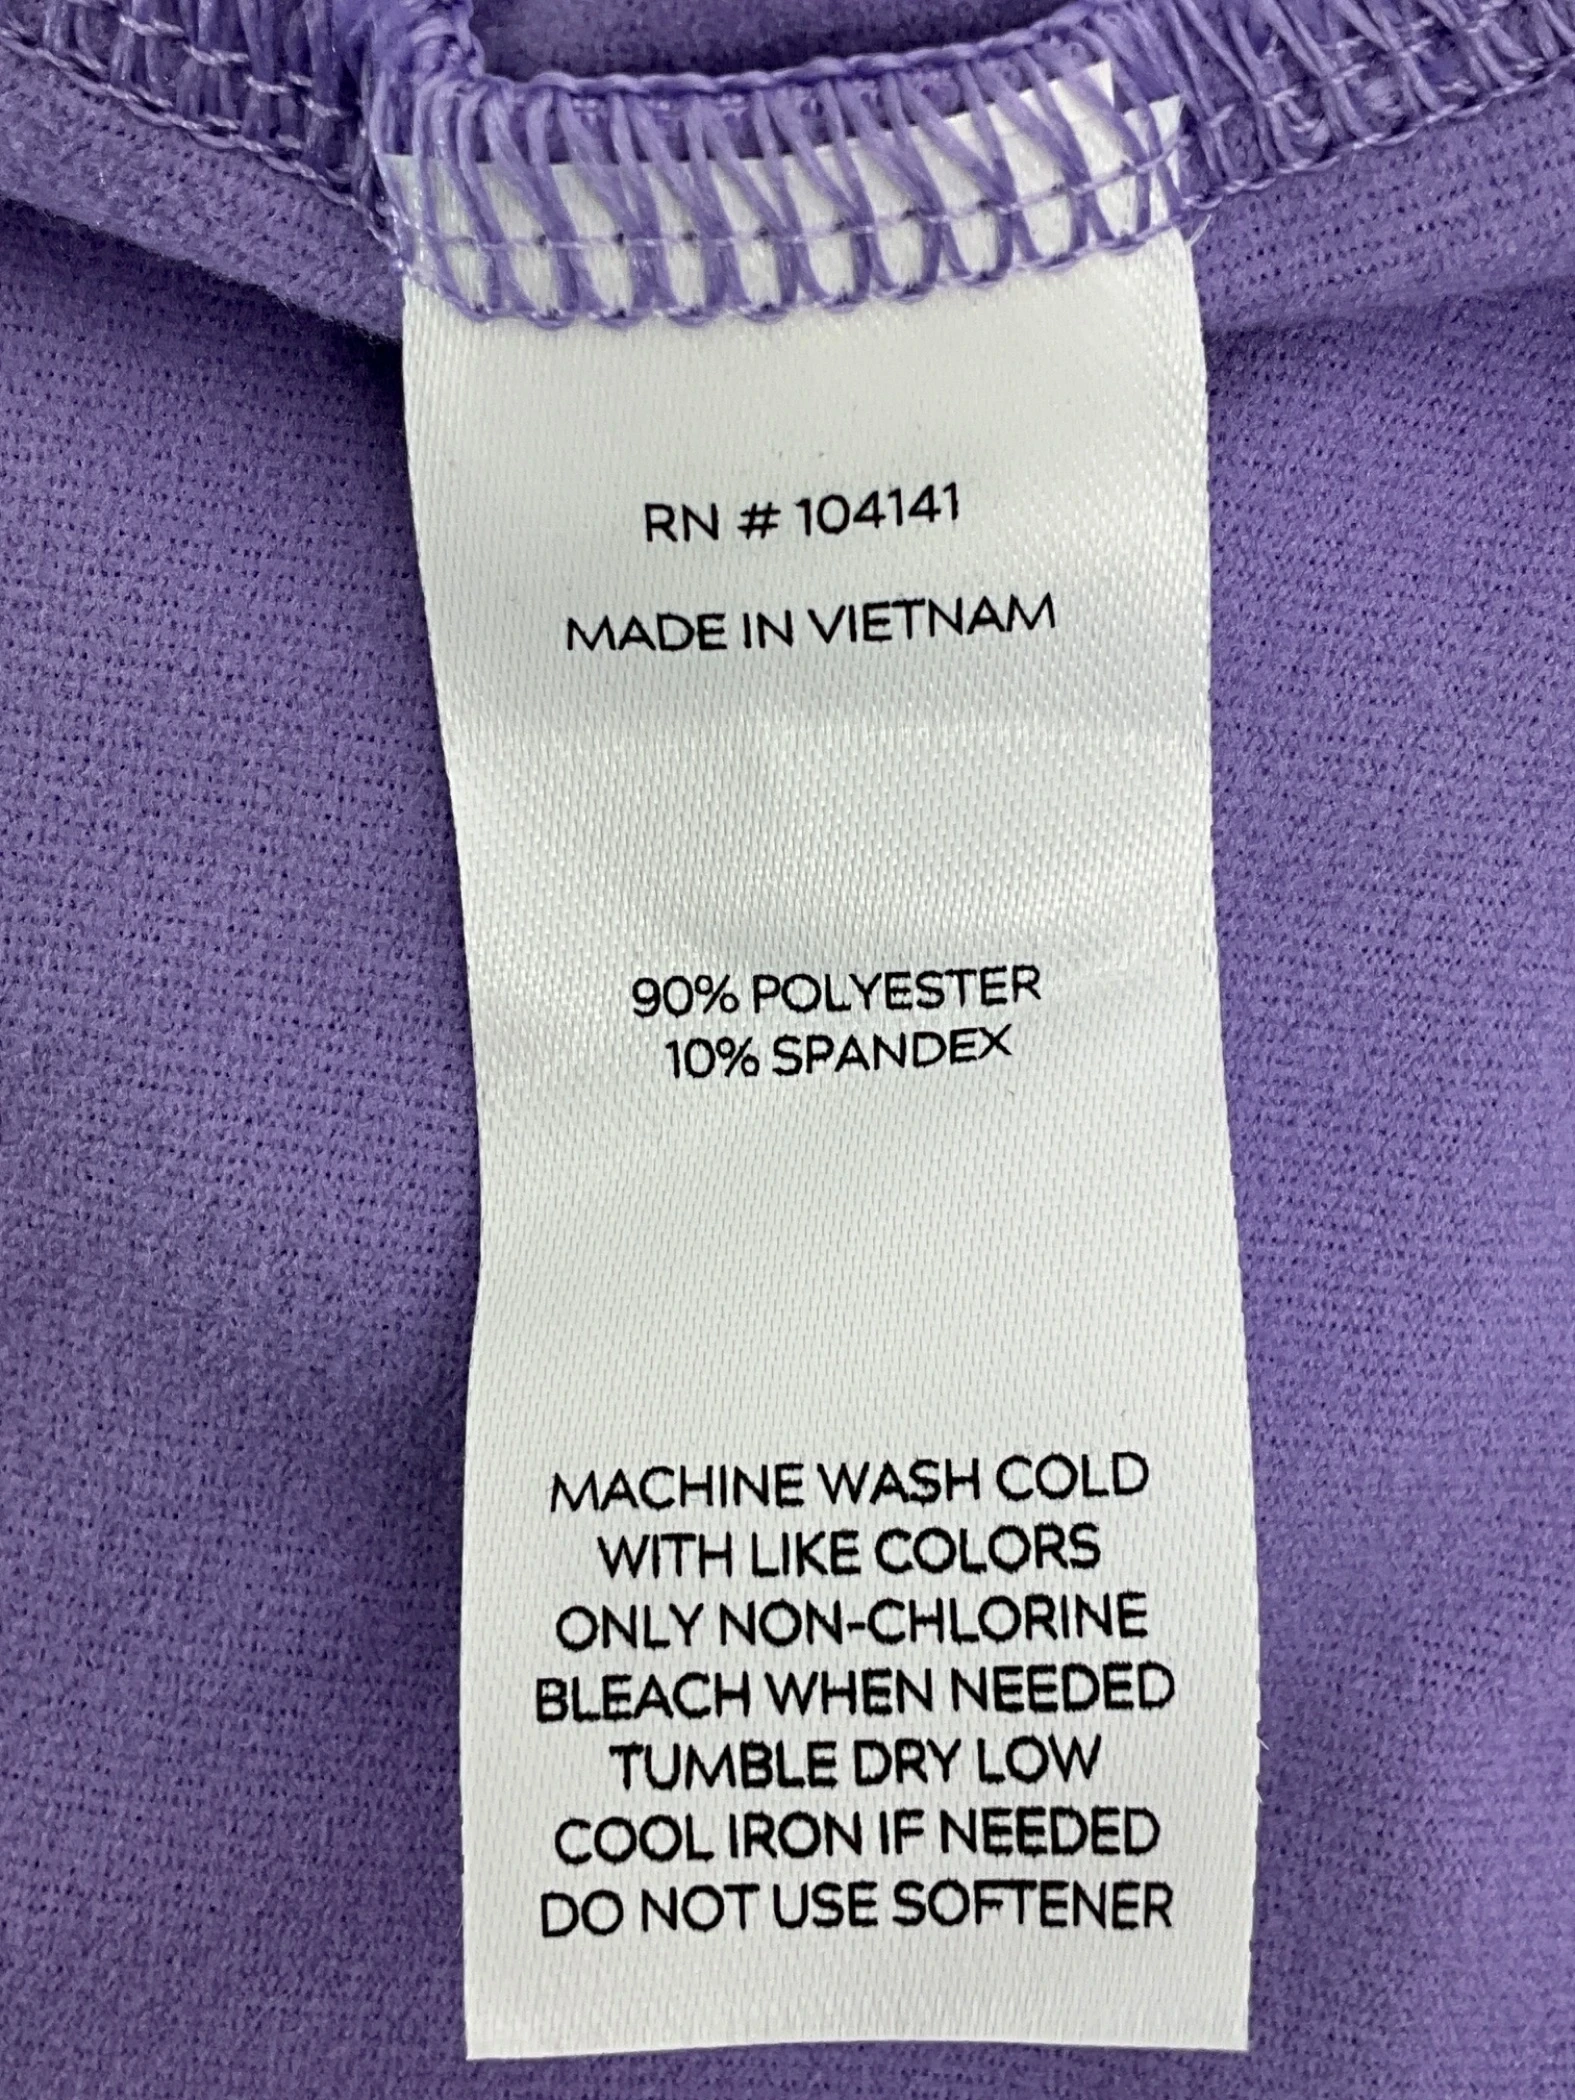 RN # 104141
MADE IN VIETNAM
90% POLYESTER
10% SPANDEX
MACHINE WASH COLD
WITH LIKE COLORS
ONLY NON-CHLORINE
BLEACH WHEN NEEDED
TUMBLE DRY LOW
COOL IRON IF NEEDED
DO NOT USE SOFTENER